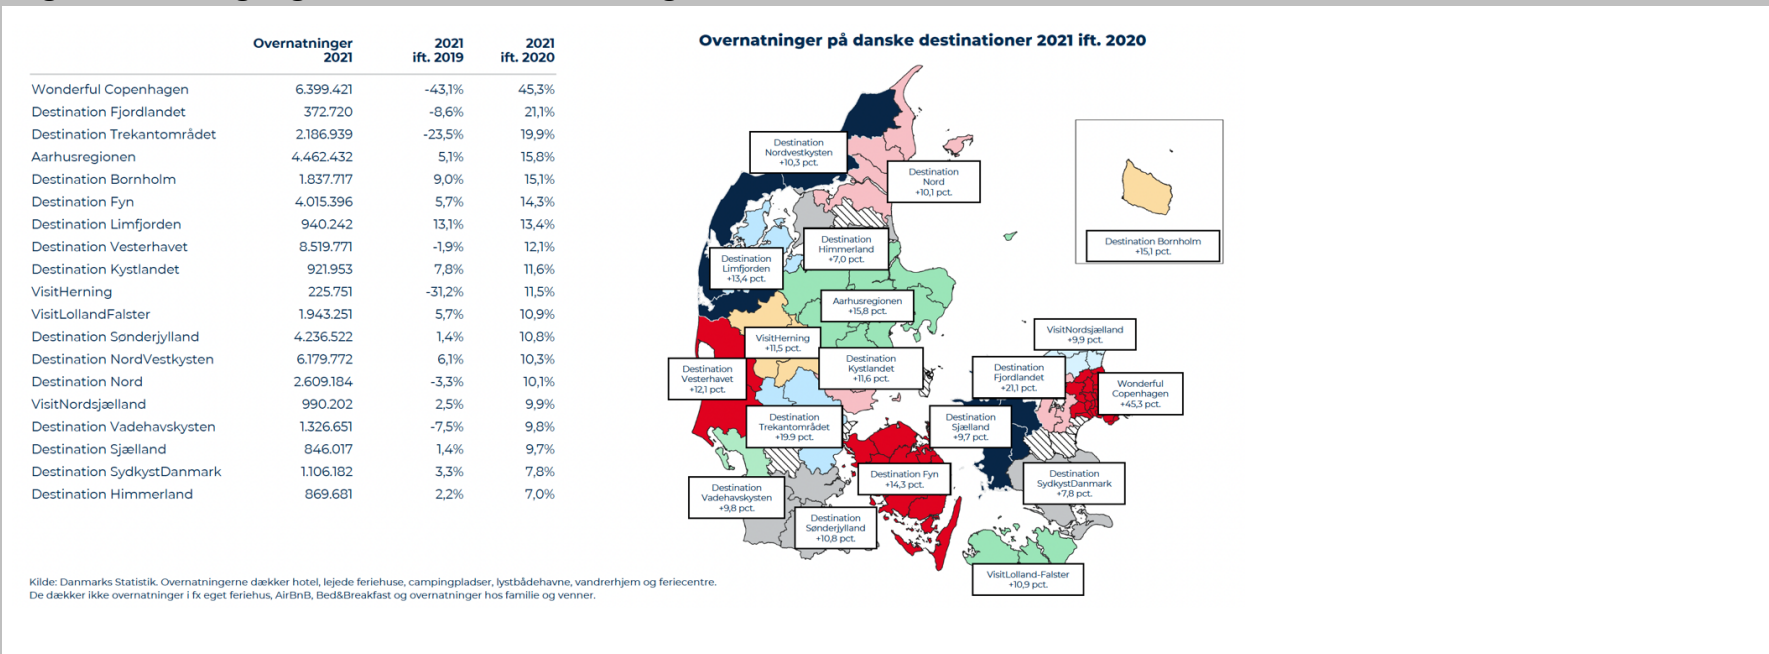 Overnatninger 2021 2021
2021 ift. 2019 ift. 2020
Wonderful Copenhagen 6.399.421 -43,1% 45,3%
Destination Fjordlandet 372.720 -8,6% 21,1%
Destination Trekantområdet 2.186.939 -23,5% 19,9%
Aarhusregionen 4.462.432 5,1% 15,8%
Destination Bornholm 1.837.717 9,0% 15,1%
Destination Fyn 4.015.396 5,7% 14,3%
Destination Limfjorden 940.242 13,1% 13,4%
Destination Vesterhavet 8.519.771 -1,9% 12,1%
Destination Kystlandet 921.953 7,8% 11,6%
VisitHerning 225.751 -31,2% 11,5%
VisitLollandFalster 1.943.251 5,7% 10,9%
Destination Sønderjylland 4.236.522 1,4% 10,8%
Destination NordVestkysten 6.179.772 6,1% 10,3%
Destination Nord 2.609.184 -3,3% 10,1%
VisitNordsjælland 990.202 2,5% 9,9%
Destination Vadehavskysten 1.326.651 -7,5% 9,8%
Destination Sjælland 846.017 1,4% 9,7%
Destination SydkystDanmark 1.106.182 3,3% 7,8%
Destination Himmerland 869.681 2,2% 7,0%
Overnatninger på danske destinationer 2021 ift. 2020
Destination
Nordvestkysten
+10,3 pct.
Destination
Nord
+10,1 pct.
Destination
Himmerland
+7,0 pct.
Destination
Limfjorden
+13,4 pct.
Destination Bornholm
+15,1 pct.
Aarhusregionen
+15,8 pct.
VisitHerning
+11,5 pct.
Destination
Kystlandet
+11,6 pct.
Destination
Vesterhavet
+12,1 pct.
VisitNordsjælland
+9,9 pct.
Destination
Fjordlandet
+21,1 pct.
Wonderful
Copenhagen
+45,3 pct.
Destination
Trekantområdet
+19.9 pct.
Destination
Sjælland
+9,7 pct.
Destination Fyn
+14,3 pct.
Destination
SydkystDanmark
+7,8 pct.
Destination
Vadehavskysten
+9,8 pct.
Destination
Sønderjylland
+10,8 pct.
VisitLolland-Falster
+10,9 pct.
Kilde: Danmarks Statistik. Overnatningerne dækker hotel, lejede feriehuse, campingpladser, lystbådehavne, vandrerhjem og feriecentre.
De dækker ikke overnatninger i fx eget feriehus, AirBnB, Bed&Breakfast og overnatninger hos familie og venner.